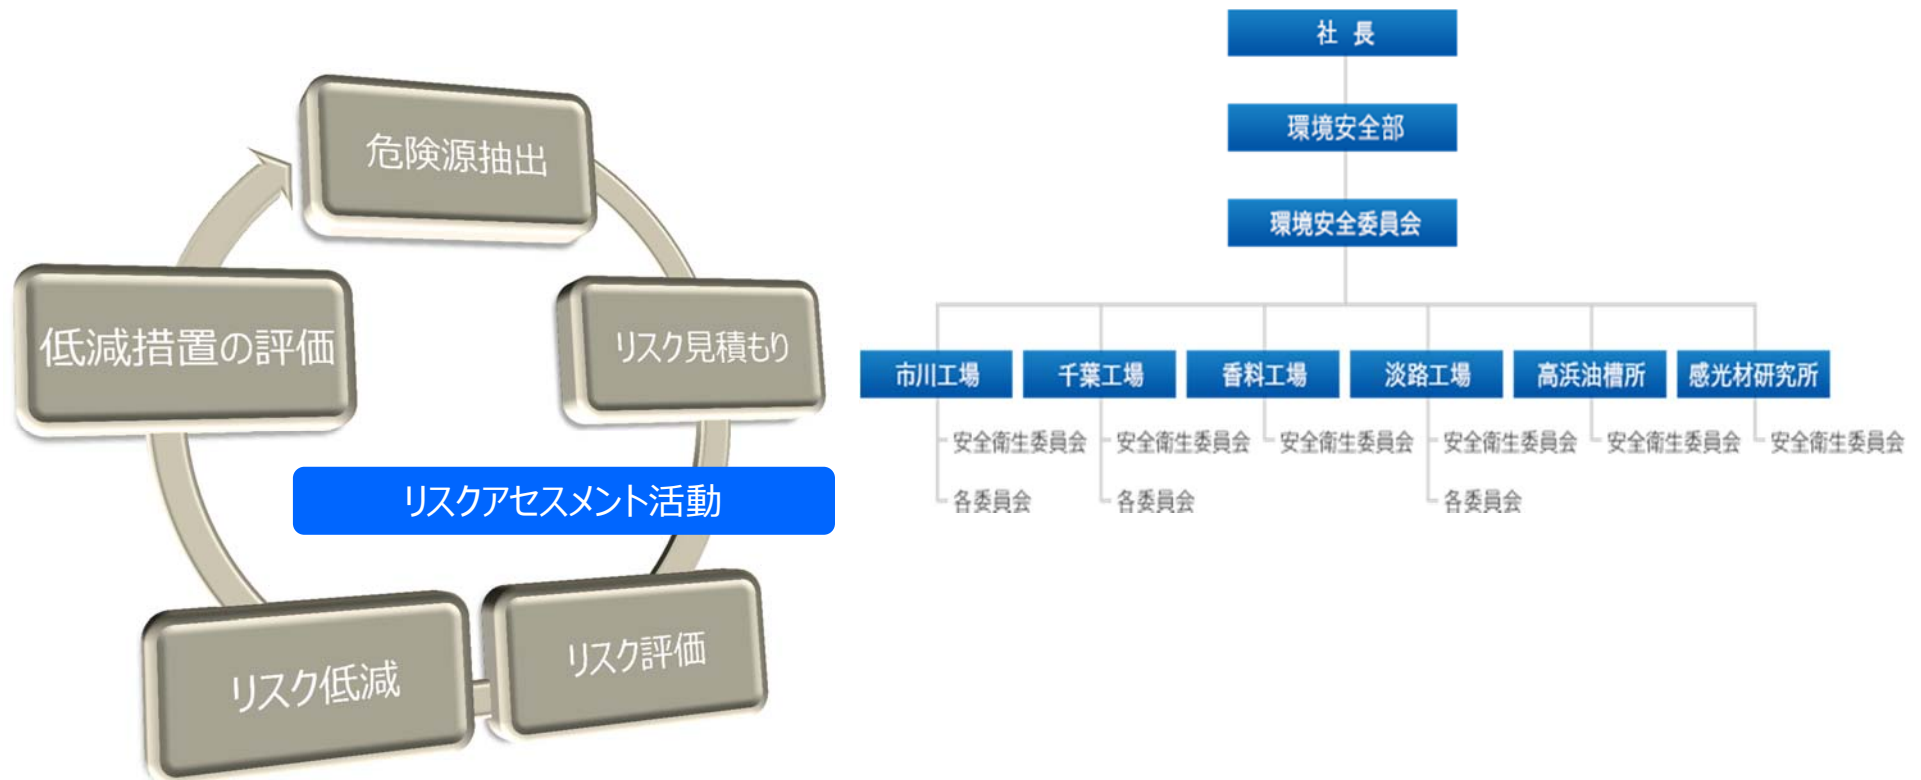 危険源抽出
リスク見積もり
リスク評価
リスク低減
低減措置の評価
リスクアセスメント活動
社 長
環境安全部
環境安全委員会
市川工場
安全衛生委員会
各委員会
千葉工場
安全衛生委員会
各委員会
香料工場
安全衛生委員会
淡路工場
安全衛生委員会
各委員会
高浜油槽所
安全衛生委員会
感光材研究所
安全衛生委員会